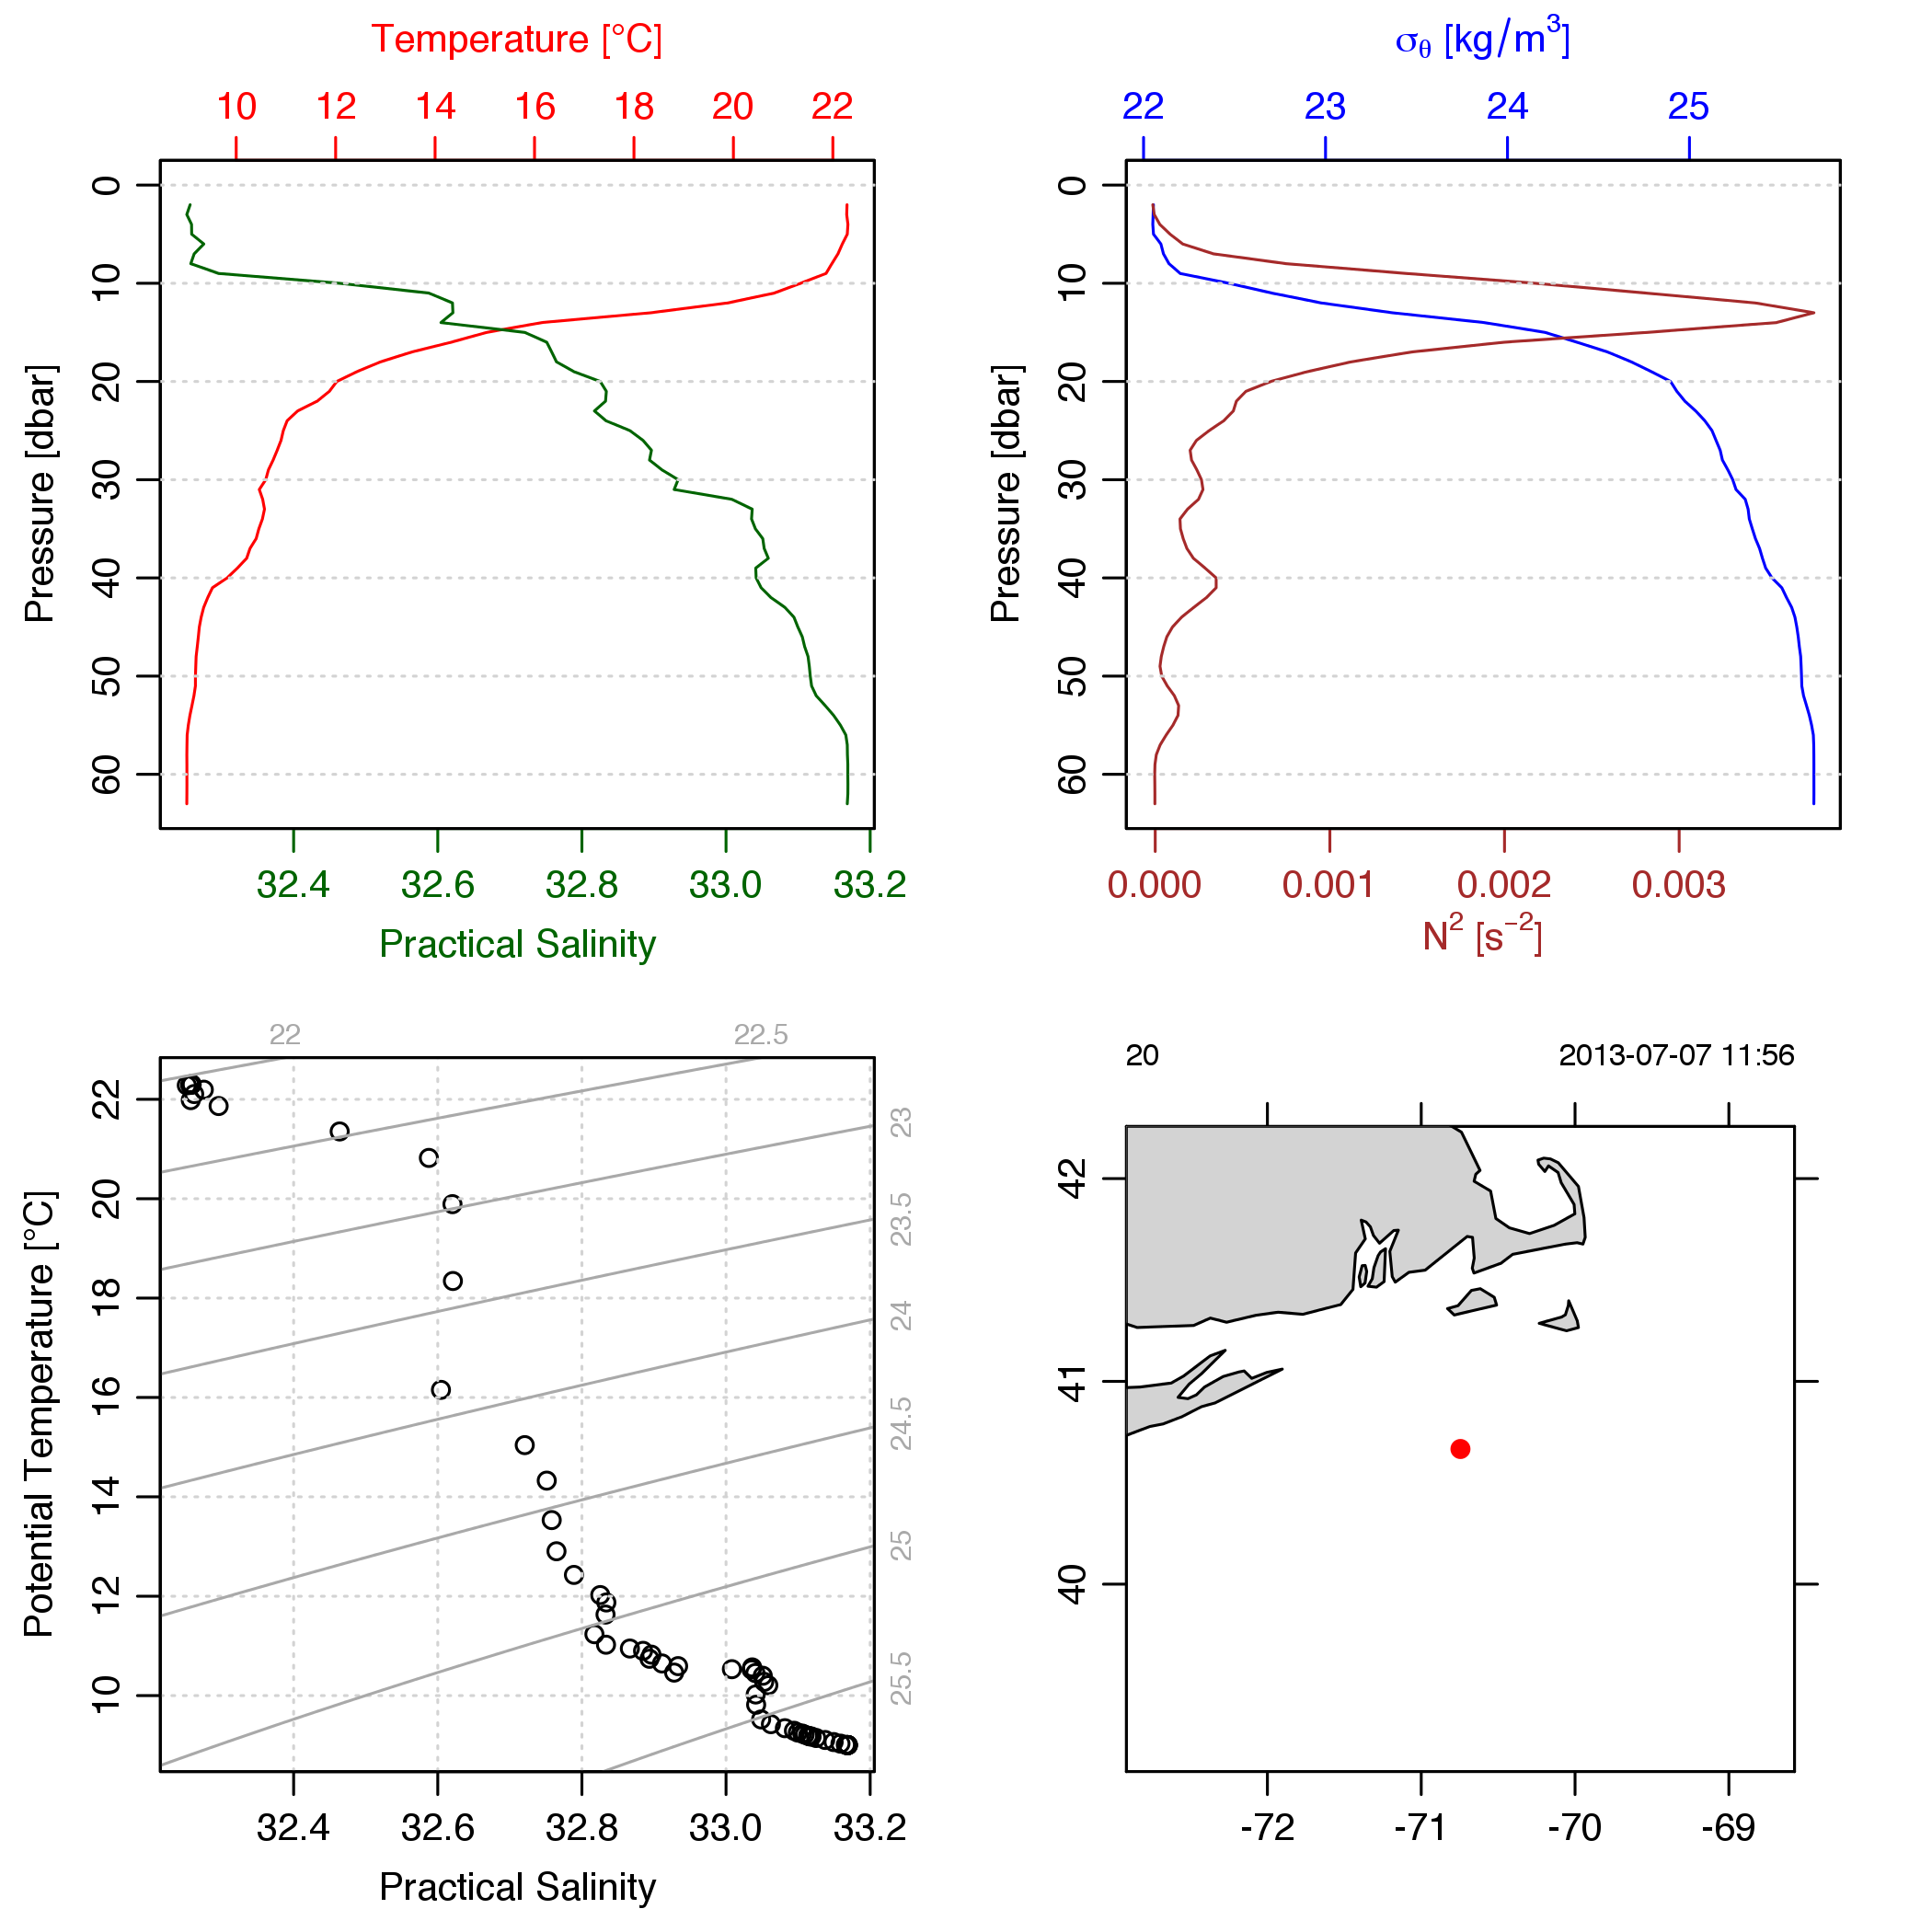 Temperature [°C]
10 12 14 16 18 20 22
0 10 20 30 40 50 60
Pressure [dbar]
32.4 32.6 32.8 33.0 33.2
Practical Salinity
σθ [kg/m³]
22 23 24 25
0 10 20 30 40 50 60
Pressure [dbar]
0.000 0.001 0.002 0.003
N² [s⁻²]
22 22.5
23
23.5
24
24.5
25
25.5
22 20 18 16 14 12 10
Potential Temperature [°C]
32.4 32.6 32.8 33.0 33.2
Practical Salinity
20 2013-07-07 11:56
42
41
40
-72 -71 -70 -69